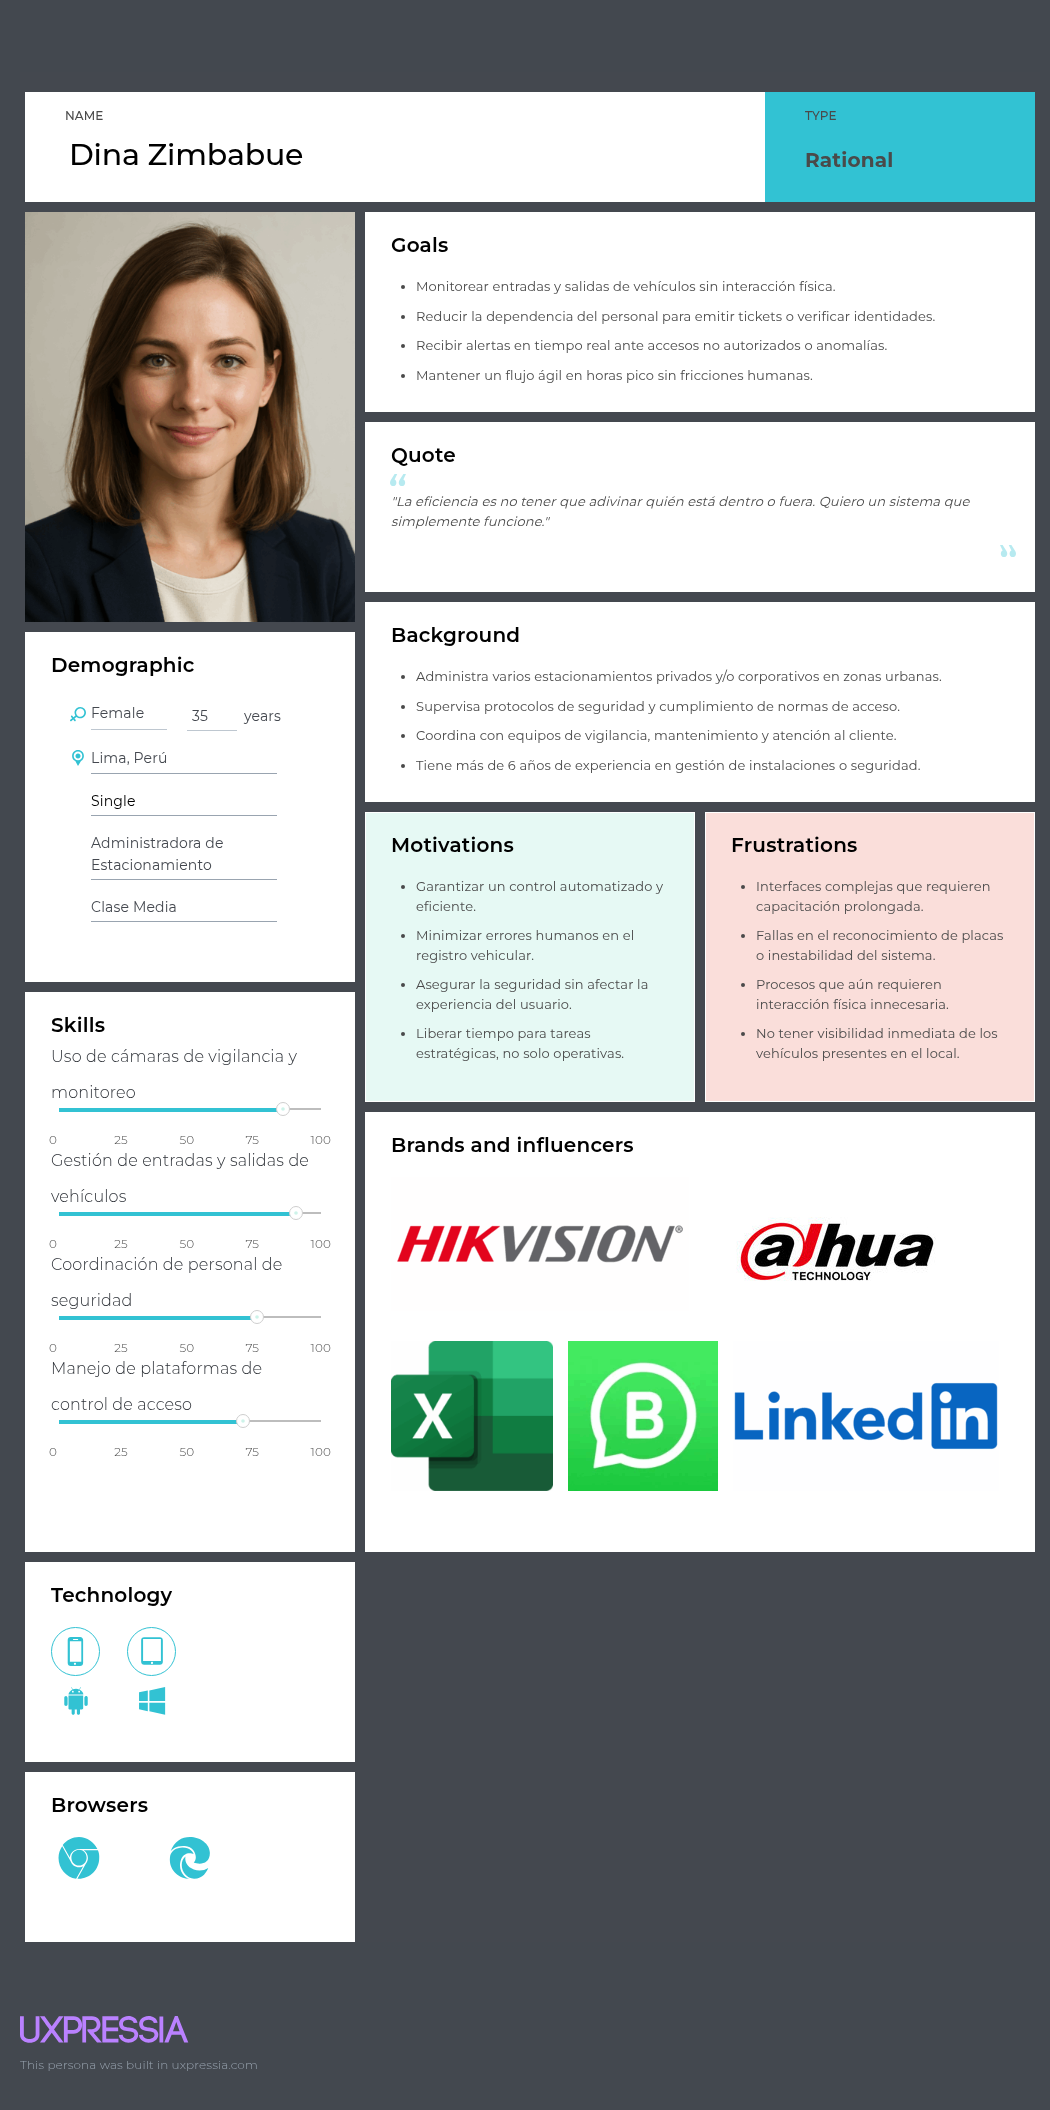 NAME
Dina Zimbabue
TYPE
Rational
Goals
• Monitorear entradas y salidas de vehículos sin interacción física.
• Reducir la dependencia del personal para emitir tickets o verificar identidades.
• Recibir alertas en tiempo real ante accesos no autorizados o anomalías.
• Mantener un flujo ágil en horas pico sin fricciones humanas.
Quote
“
"La eficiencia es no tener que adivinar quién está dentro o fuera. Quiero un sistema que
simplemente funcione."
”
Background
• Administra varios estacionamientos privados y/o corporativos en zonas urbanas.
• Supervisa protocolos de seguridad y cumplimiento de normas de acceso.
• Coordina con equipos de vigilancia, mantenimiento y atención al cliente.
• Tiene más de 6 años de experiencia en gestión de instalaciones o seguridad.
Demographic
Female 35 years
Lima, Perú
Single
Administradora de
Estacionamiento
Clase Media
Motivations
• Garantizar un control automatizado y
eficiente.
• Minimizar errores humanos en el
registro vehicular.
• Asegurar la seguridad sin afectar la
experiencia del usuario.
• Liberar tiempo para tareas
estratégicas, no solo operativas.
Frustrations
• Interfaces complejas que requieren
capacitación prolongada.
• Fallas en el reconocimiento de placas
o inestabilidad del sistema.
• Procesos que aún requieren
interacción física innecesaria.
• No tener visibilidad inmediata de los
vehículos presentes en el local.
Skills
Uso de cámaras de vigilancia y
monitoreo
0 25 50 75 100
Gestión de entradas y salidas de
vehículos
0 25 50 75 100
Coordinación de personal de
seguridad
0 25 50 75 100
Manejo de plataformas de
control de acceso
0 25 50 75 100
Brands and influencers
HIKVISION®
alhua
TECHNOLOGY
X
B
Linked in
Technology
Browsers
UXPRESSIA
This persona was built in uxpressia.com